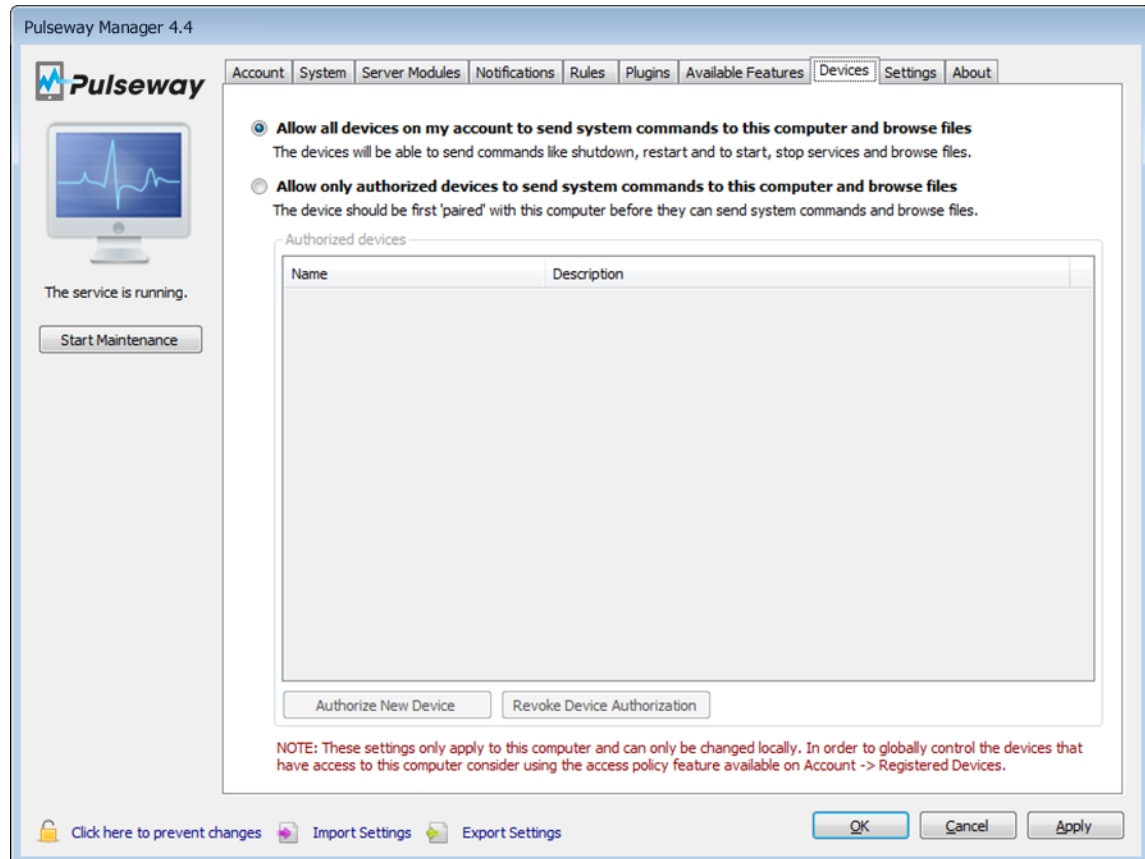 Pulseway Manager 4.4
Pulseway
Account System Server Modules Notifications Rules Plugins Available Features Devices Settings About
Allow all devices on my account to send system commands to this computer and browse files
The devices will be able to send commands like shutdown, restart and to start, stop services and browse files.
Allow only authorized devices to send system commands to this computer and browse files
The device should be first 'paired' with this computer before they can send system commands and browse files.
Authorized devices
Name Description
The service is running.
Start Maintenance
Authorize New Device Revoke Device Authorization
NOTE: These settings only apply to this computer and can only be changed locally. In order to globally control the devices that
have access to this computer consider using the access policy feature available on Account -> Registered Devices.
Click here to prevent changes Import Settings Export Settings OK Cancel Apply